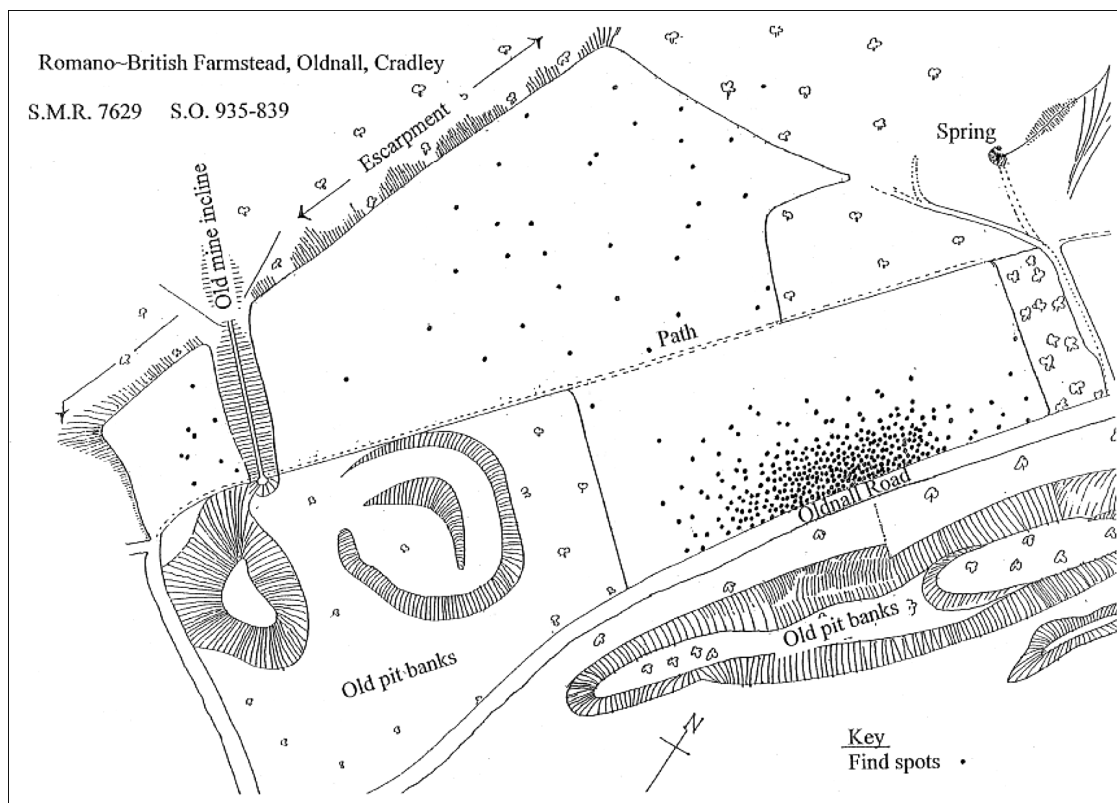 Romano~British Farmstead, Oldnall, Cradley
S.M.R. 7629 S.O. 935-839
Escarpment
Spring
Old mine incline
Path
Oldnall Road
Old pit banks
Old pit banks
N
Key
Find spots